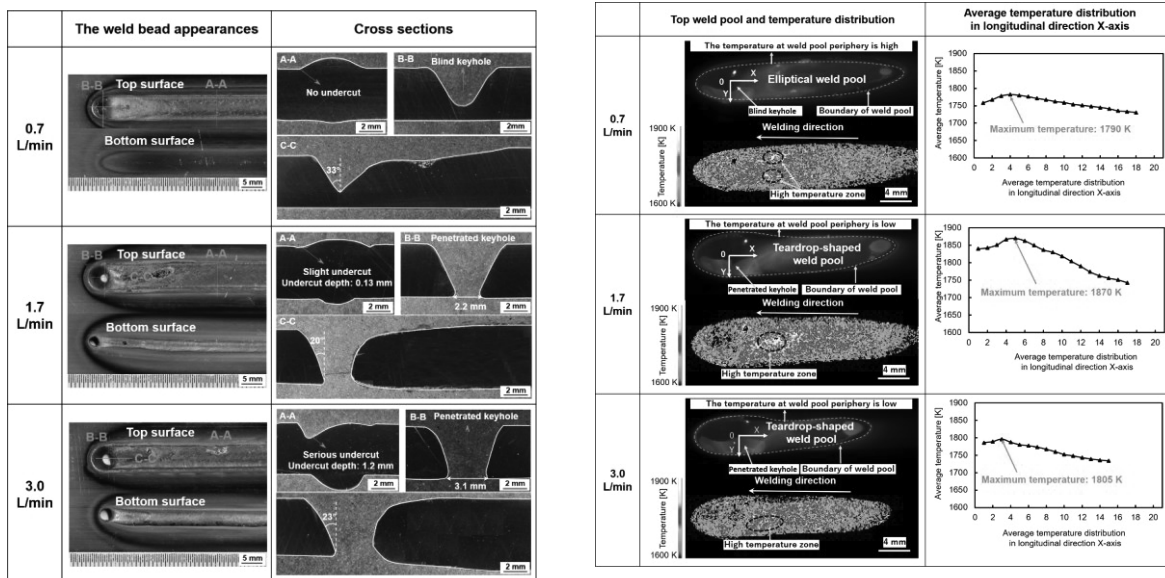 The weld bead appearances
Cross sections
0.7
L/min
B-B
Top surface
A-A
Bottom surface
5 mm
A-A
No undercut
2 mm
B-B
Blind keyhole
2mm
C-C
33°
2 mm
1.7
L/min
B-B
Top surface
A-A
C-C
Bottom surface
5 mm
A-A
Slight undercut
Undercut depth: 0.13 mm
2 mm
B-B
Penetrated keyhole
2.2 mm
C-C
20°
2 mm
3.0
L/min
B-B
Top surface
A-A
Bottom surface
5 mm
A-A
Serious undercut
Undercut depth: 1.2 mm
2 mm
B-B
Penetrated keyhole
3.1 mm
23°
2 mm
Top weld pool and temperature distribution
Average temperature distribution
in longitudinal direction X-axis
0.7
L/min
The temperature at weld pool periphery is high
Elliptical weld pool
0
X
Y
Blind keyhole
Boundary of weld pool
Welding direction
1900 K
Temperature [K]
1600 K
High temperature zone
4 mm
Average temperature [K]
1900
1850
1800
1750
1700
1650
1600
Maximum temperature: 1790 K
0 2 4 6 8 10 12 14 16 18 20
Average temperature distribution
in longitudinal direction X-axis
1.7
L/min
The temperature at weld pool periphery is low
Teardrop-shaped
weld pool
0
X
Y
Penetrated keyhole
Boundary of weld pool
Welding direction
1900 K
Temperature [K]
1600 K
High temperature zone
4 mm
Average temperature [K]
1900
1850
1800
1750
1700
1650
1600
Maximum temperature: 1870 K
0 2 4 6 8 10 12 14 16 18 20
Average temperature distribution
in longitudinal direction X-axis
3.0
L/min
The temperature at weld pool periphery is low
Teardrop-shaped
weld pool
0
X
Y
Penetrated keyhole
Boundary of weld pool
Welding direction
1900 K
Temperature [K]
1600 K
High temperature zone
4 mm
Average temperature [K]
1900
1850
1800
1750
1700
1650
1600
Maximum temperature: 1805 K
0 2 4 6 8 10 12 14 16 18 20
Average temperature distribution
in longitudinal direction X-axis